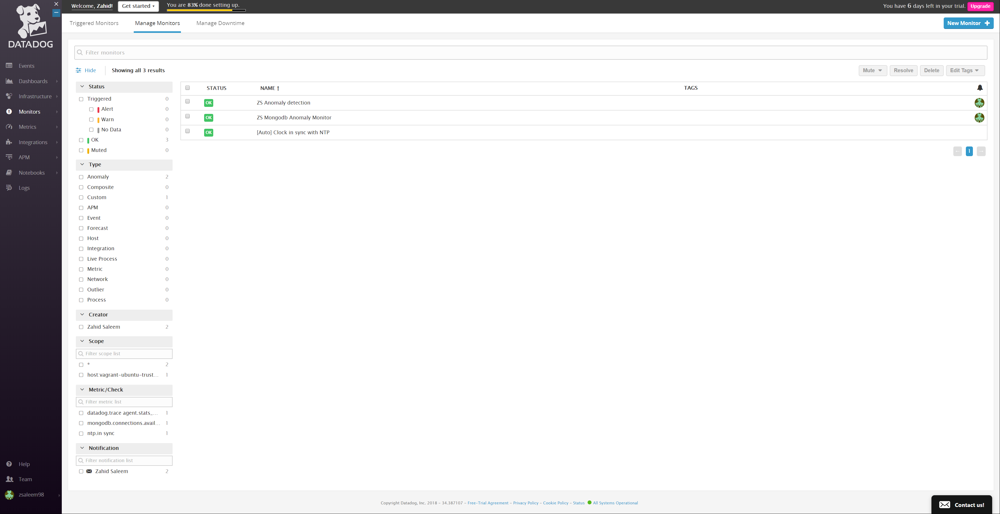 Welcome, Zahid!
Get started
You are 83% done setting up.
You have 6 days left in your trial.
Upgrade
DATADOG
Events
Dashboards
Infrastructure
Monitors
Metrics
Integrations
APM
Notebooks
Logs
Help
Team
zsaleem98
Triggered Monitors
Manage Monitors
Manage Downtime
New Monitor
Filter monitors
Hide
Showing all 3 results
Mute
Resolve
Delete
Edit Tags
Status
Triggered 0
Alert 0
Warn 0
No Data 0
OK 3
Muted 0
Type
Anomaly 2
Composite 0
Custom 1
APM 0
Event 0
Forecast 0
Host 0
Integration 0
Live Process 0
Metric 0
Network 0
Outlier 0
Process 0
Creator
Zahid Saleem 2
Scope
Filter scope list
* 2
host:vagrant-ubuntu-trust... 1
Metric/Check
Filter metric list
datadog.trace agent.stats_... 1
mongodb.connections.avail... 1
ntp.in sync 1
Notification
Filter notification list
Zahid Saleem 2
STATUS NAME ↑ TAGS
OK ZS Anomaly detection
OK ZS Mongodb Anomaly Monitor
OK [Auto] Clock in sync with NTP
← 1 →
Copyright Datadog, Inc. 2018 - 34.387107 - Free-Trial Agreement - Privacy Policy - Cookie Policy - Status All Systems Operational
Contact us!